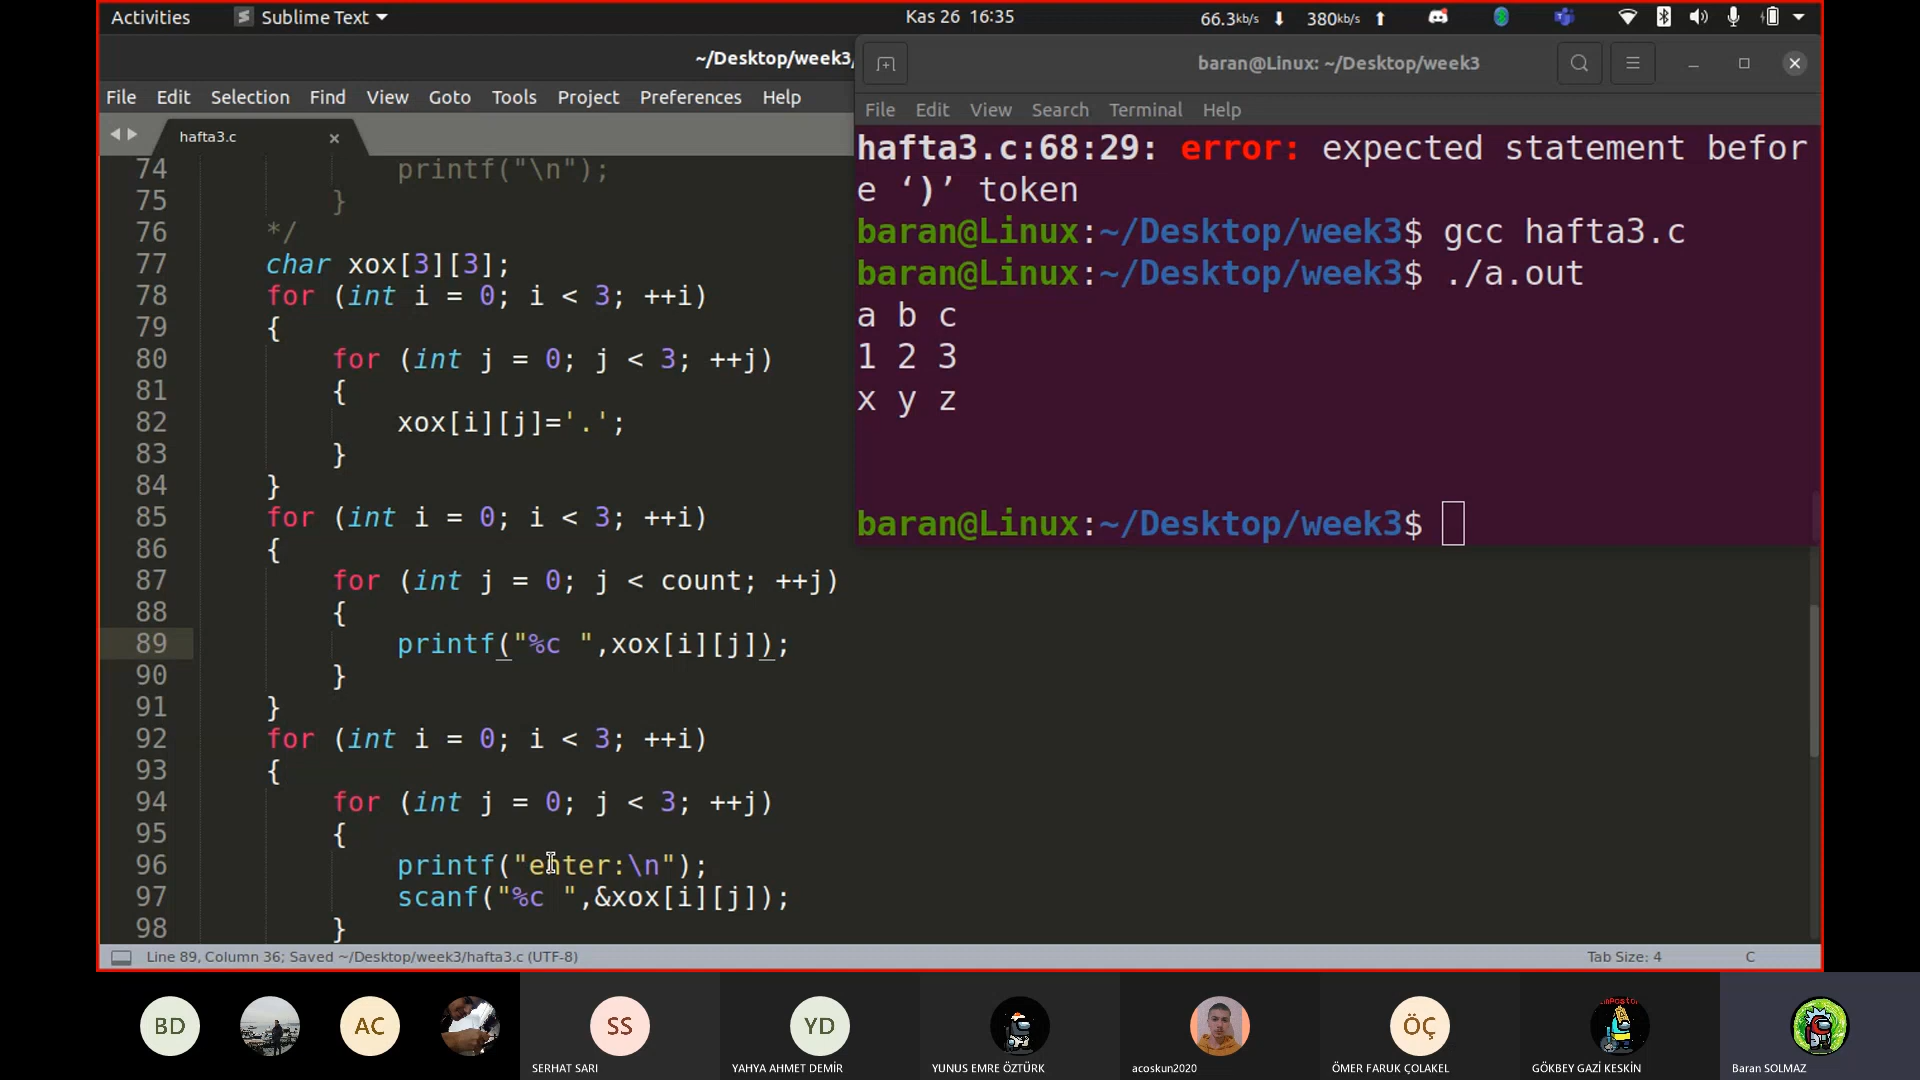 Activities Sublime Text Kas 26 16:35 66.3kb/s 380kb/s
~/Desktop/week3/
File Edit Selection Find View Goto Tools Project Preferences Help
hafta3.c
74 printf("\n");
75 }
76 */
77 char xox[3][3];
78 for (int i = 0; i < 3; ++i)
79 {
80 for (int j = 0; j < 3; ++j)
81 {
82 xox[i][j]='.';
83 }
84 }
85 for (int i = 0; i < 3; ++i)
86 {
87 for (int j = 0; j < count; ++j)
88 {
89 printf("%c ",xox[i][j]);
90 }
91 }
92 for (int i = 0; i < 3; ++i)
93 {
94 for (int j = 0; j < 3; ++j)
95 {
96 printf("enter:\n");
97 scanf("%c ",&xox[i][j]);
98 }
Line 89, Column 36; Saved ~/Desktop/week3/hafta3.c (UTF-8) Tab Size: 4 C
baran@Linux: ~/Desktop/week3
File Edit View Search Terminal Help
hafta3.c:68:29: error: expected statement befor
e ‘)’ token
baran@Linux:~/Desktop/week3$ gcc hafta3.c
baran@Linux:~/Desktop/week3$ ./a.out
a b c
1 2 3
x y z
baran@Linux:~/Desktop/week3$
BD
AC
SS
SERHAT SARI
YD
YAHYA AHMET DEMİR
YUNUS EMRE ÖZTÜRK
acoskun2020
ÖÇ
ÖMER FARUK ÇOLAKEL
GÖKBEY GAZİ KESKİN
Baran SOLMAZ